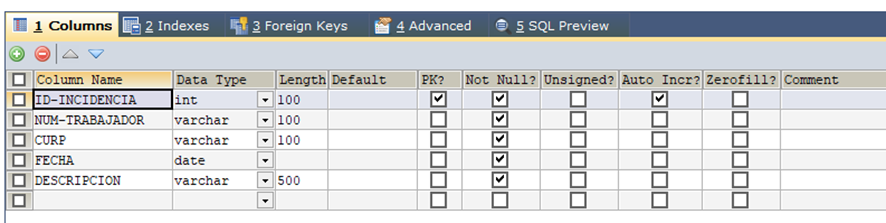 1 Columns 2 Indexes 3 Foreign Keys 4 Advanced 5 SQL Preview
Column Name Data Type Length Default PK? Not Null? Unsigned? Auto Incr? Zerofill? Comment
ID-INCIDENCIA int 100
NUM-TRABAJADOR varchar 100
CURP varchar 100
FECHA date
DESCRIPCION varchar 500